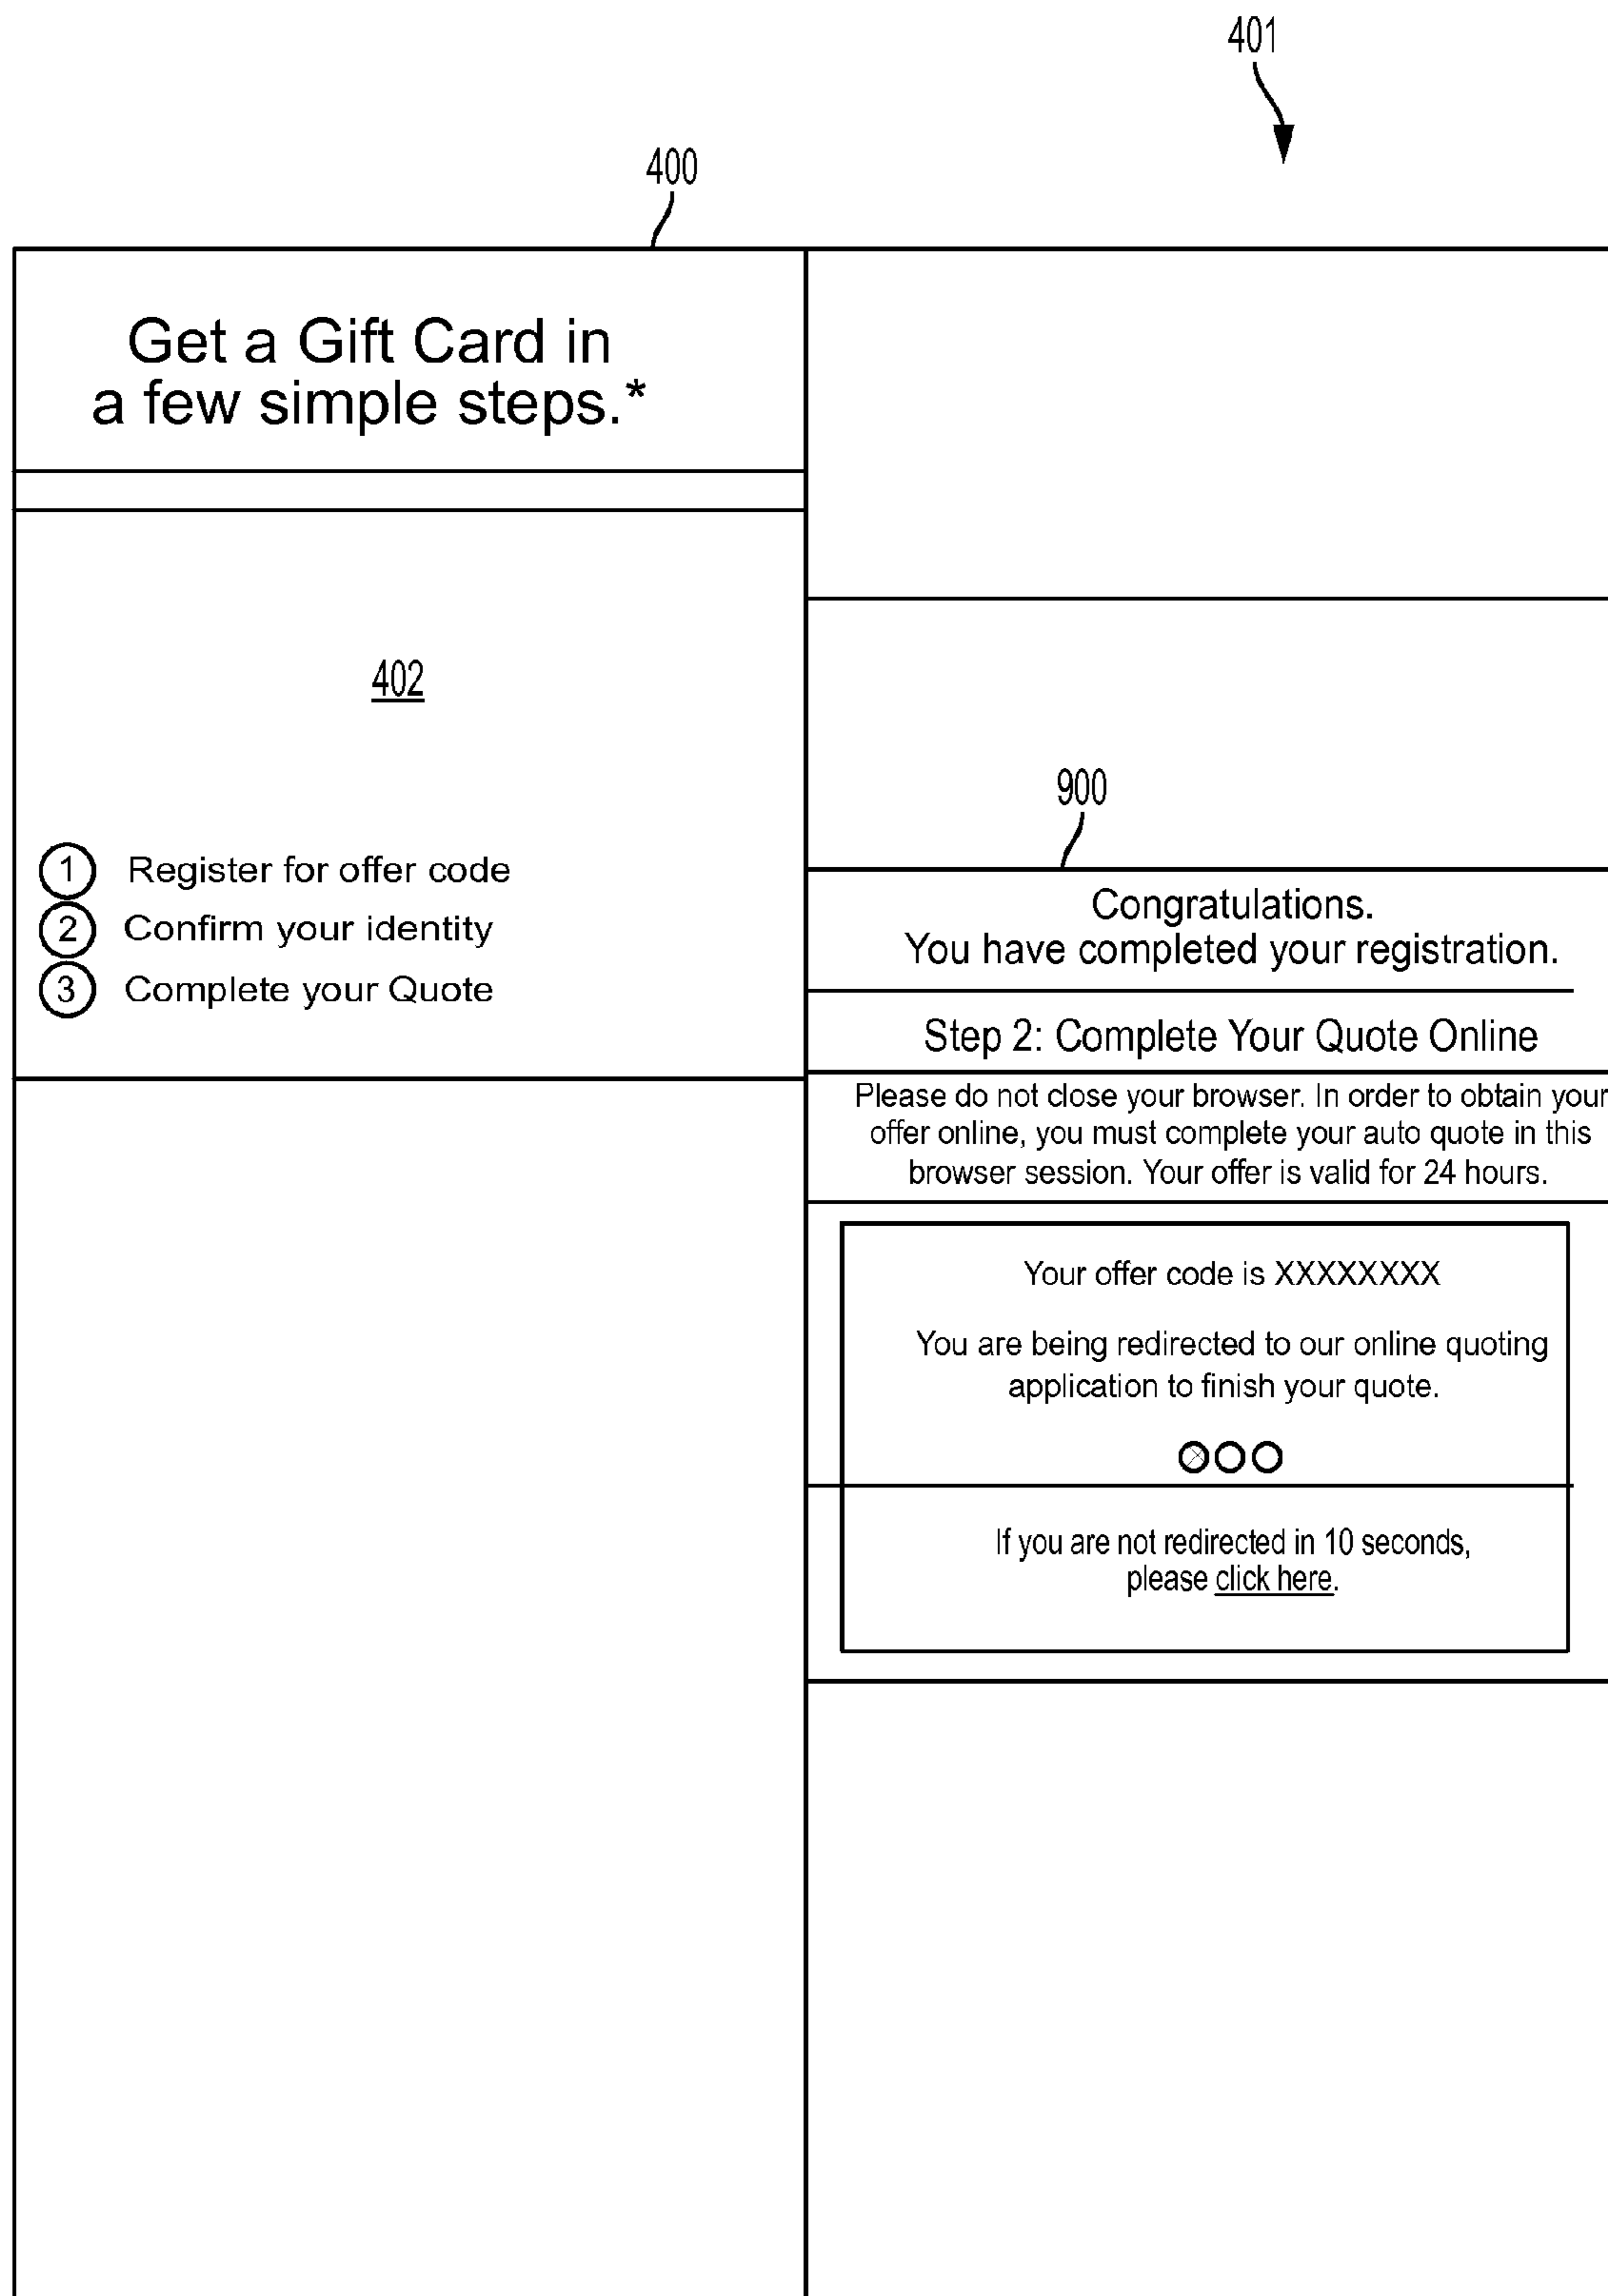 401
400
Get a Gift Card in
a few simple steps.*
402
1 Register for offer code
2 Confirm your identity
3 Complete your Quote
900
Congratulations.
You have completed your registration.
Step 2: Complete Your Quote Online
Please do not close your browser. In order to obtain your
offer online, you must complete your auto quote in this
browser session. Your offer is valid for 24 hours.
Your offer code is XXXXXXXX
You are being redirected to our online quoting
application to finish your quote.
If you are not redirected in 10 seconds,
please click here.